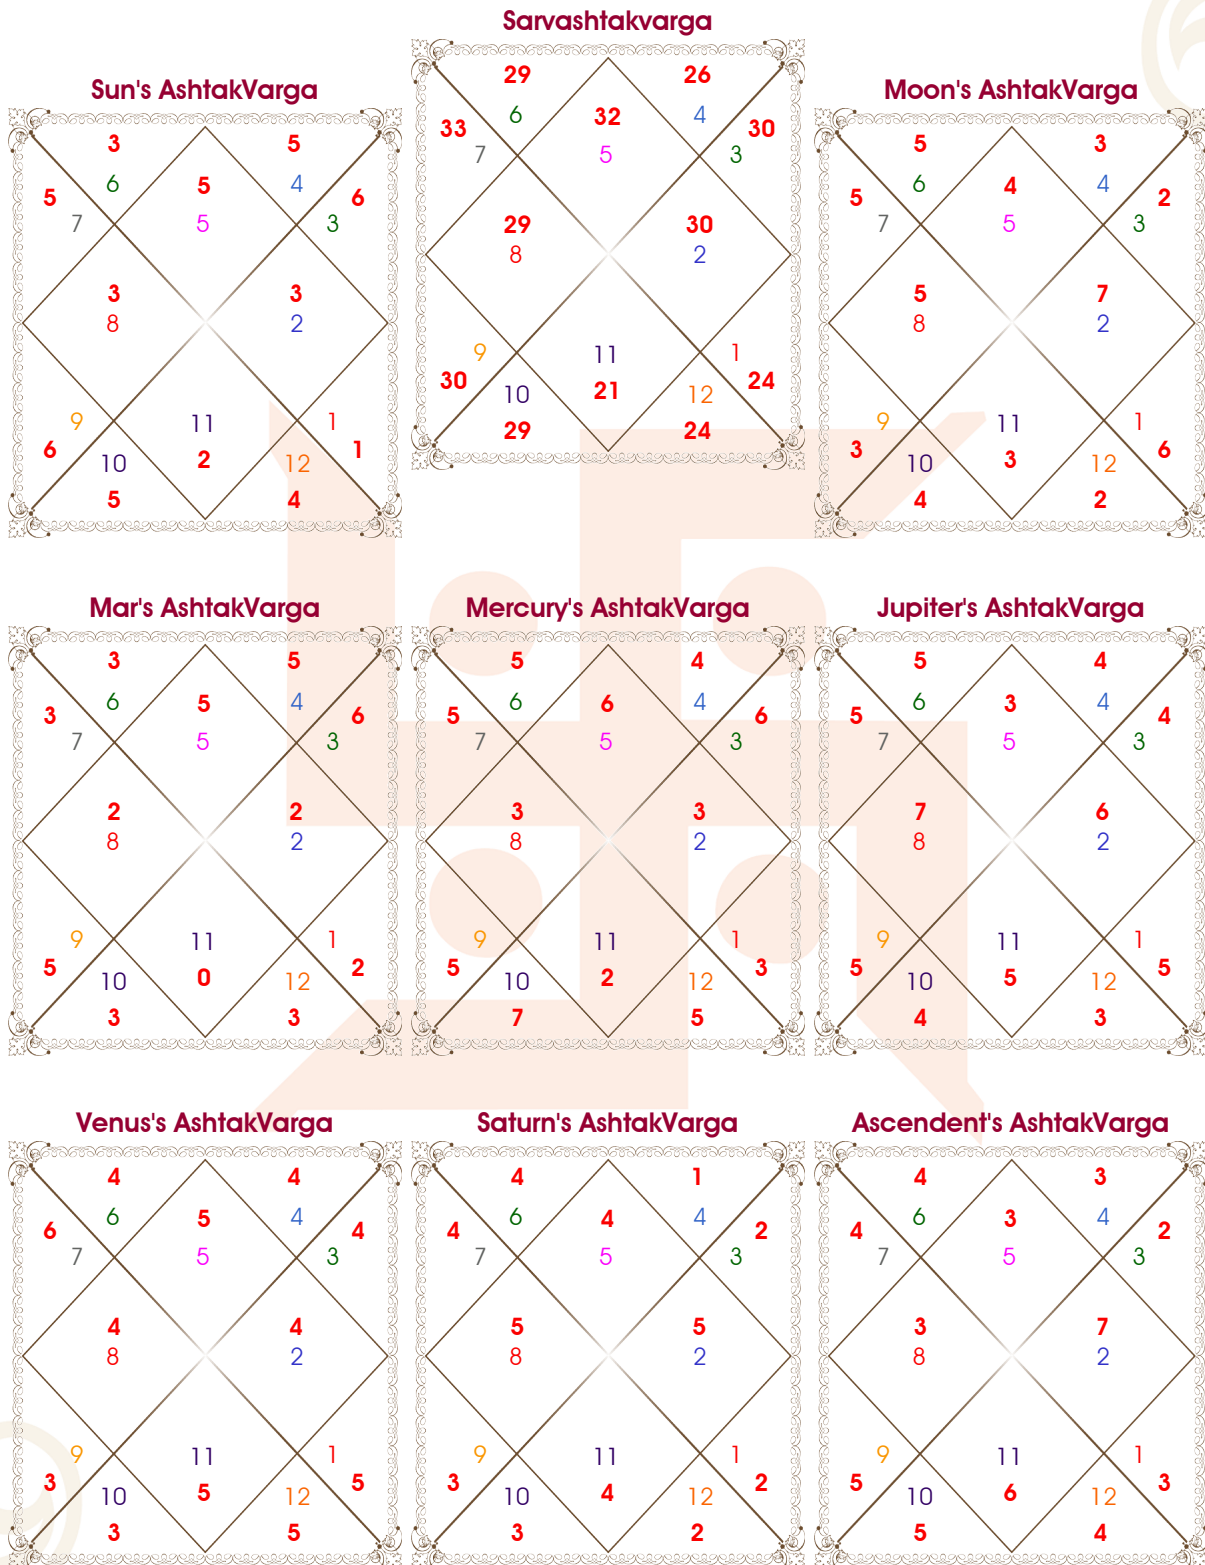 Sarvashtakvarga
29 26
6 32 4
33 30
7 5 3
29 30
8 2
9 11 1
30 21 24
10 12
29 24
Sun's AshtakVarga
3 5
6 5 4
5 6
7 5 3
3 3
8 2
9 11 1
6 2 1
10 12
5 4
Moon's AshtakVarga
5 3
6 4 4
5 2
7 5 3
5 7
8 2
9 11 1
3 3 6
10 12
4 2
Mar's AshtakVarga
3 5
6 5 4
3 6
7 5 3
2 2
8 2
9 11 1
5 0 2
10 12
3 3
Mercury's AshtakVarga
5 4
6 6 4
5 6
7 5 3
3 3
8 2
9 11 1
5 2 3
10 12
7 5
Jupiter's AshtakVarga
5 4
6 3 4
5 4
7 5 3
7 6
8 2
9 11 1
5 5 5
10 12
4 3
Venus's AshtakVarga
4 4
6 5 4
6 4
7 5 3
4 4
8 2
9 11 1
3 5 5
10 12
3 5
Saturn's AshtakVarga
4 1
6 4 4
4 2
7 5 3
5 5
8 2
9 11 1
3 4 2
10 12
3 2
Ascendent's AshtakVarga
4 3
6 3 4
4 2
7 5 3
3 7
8 2
9 11 1
5 6 3
10 12
5 4